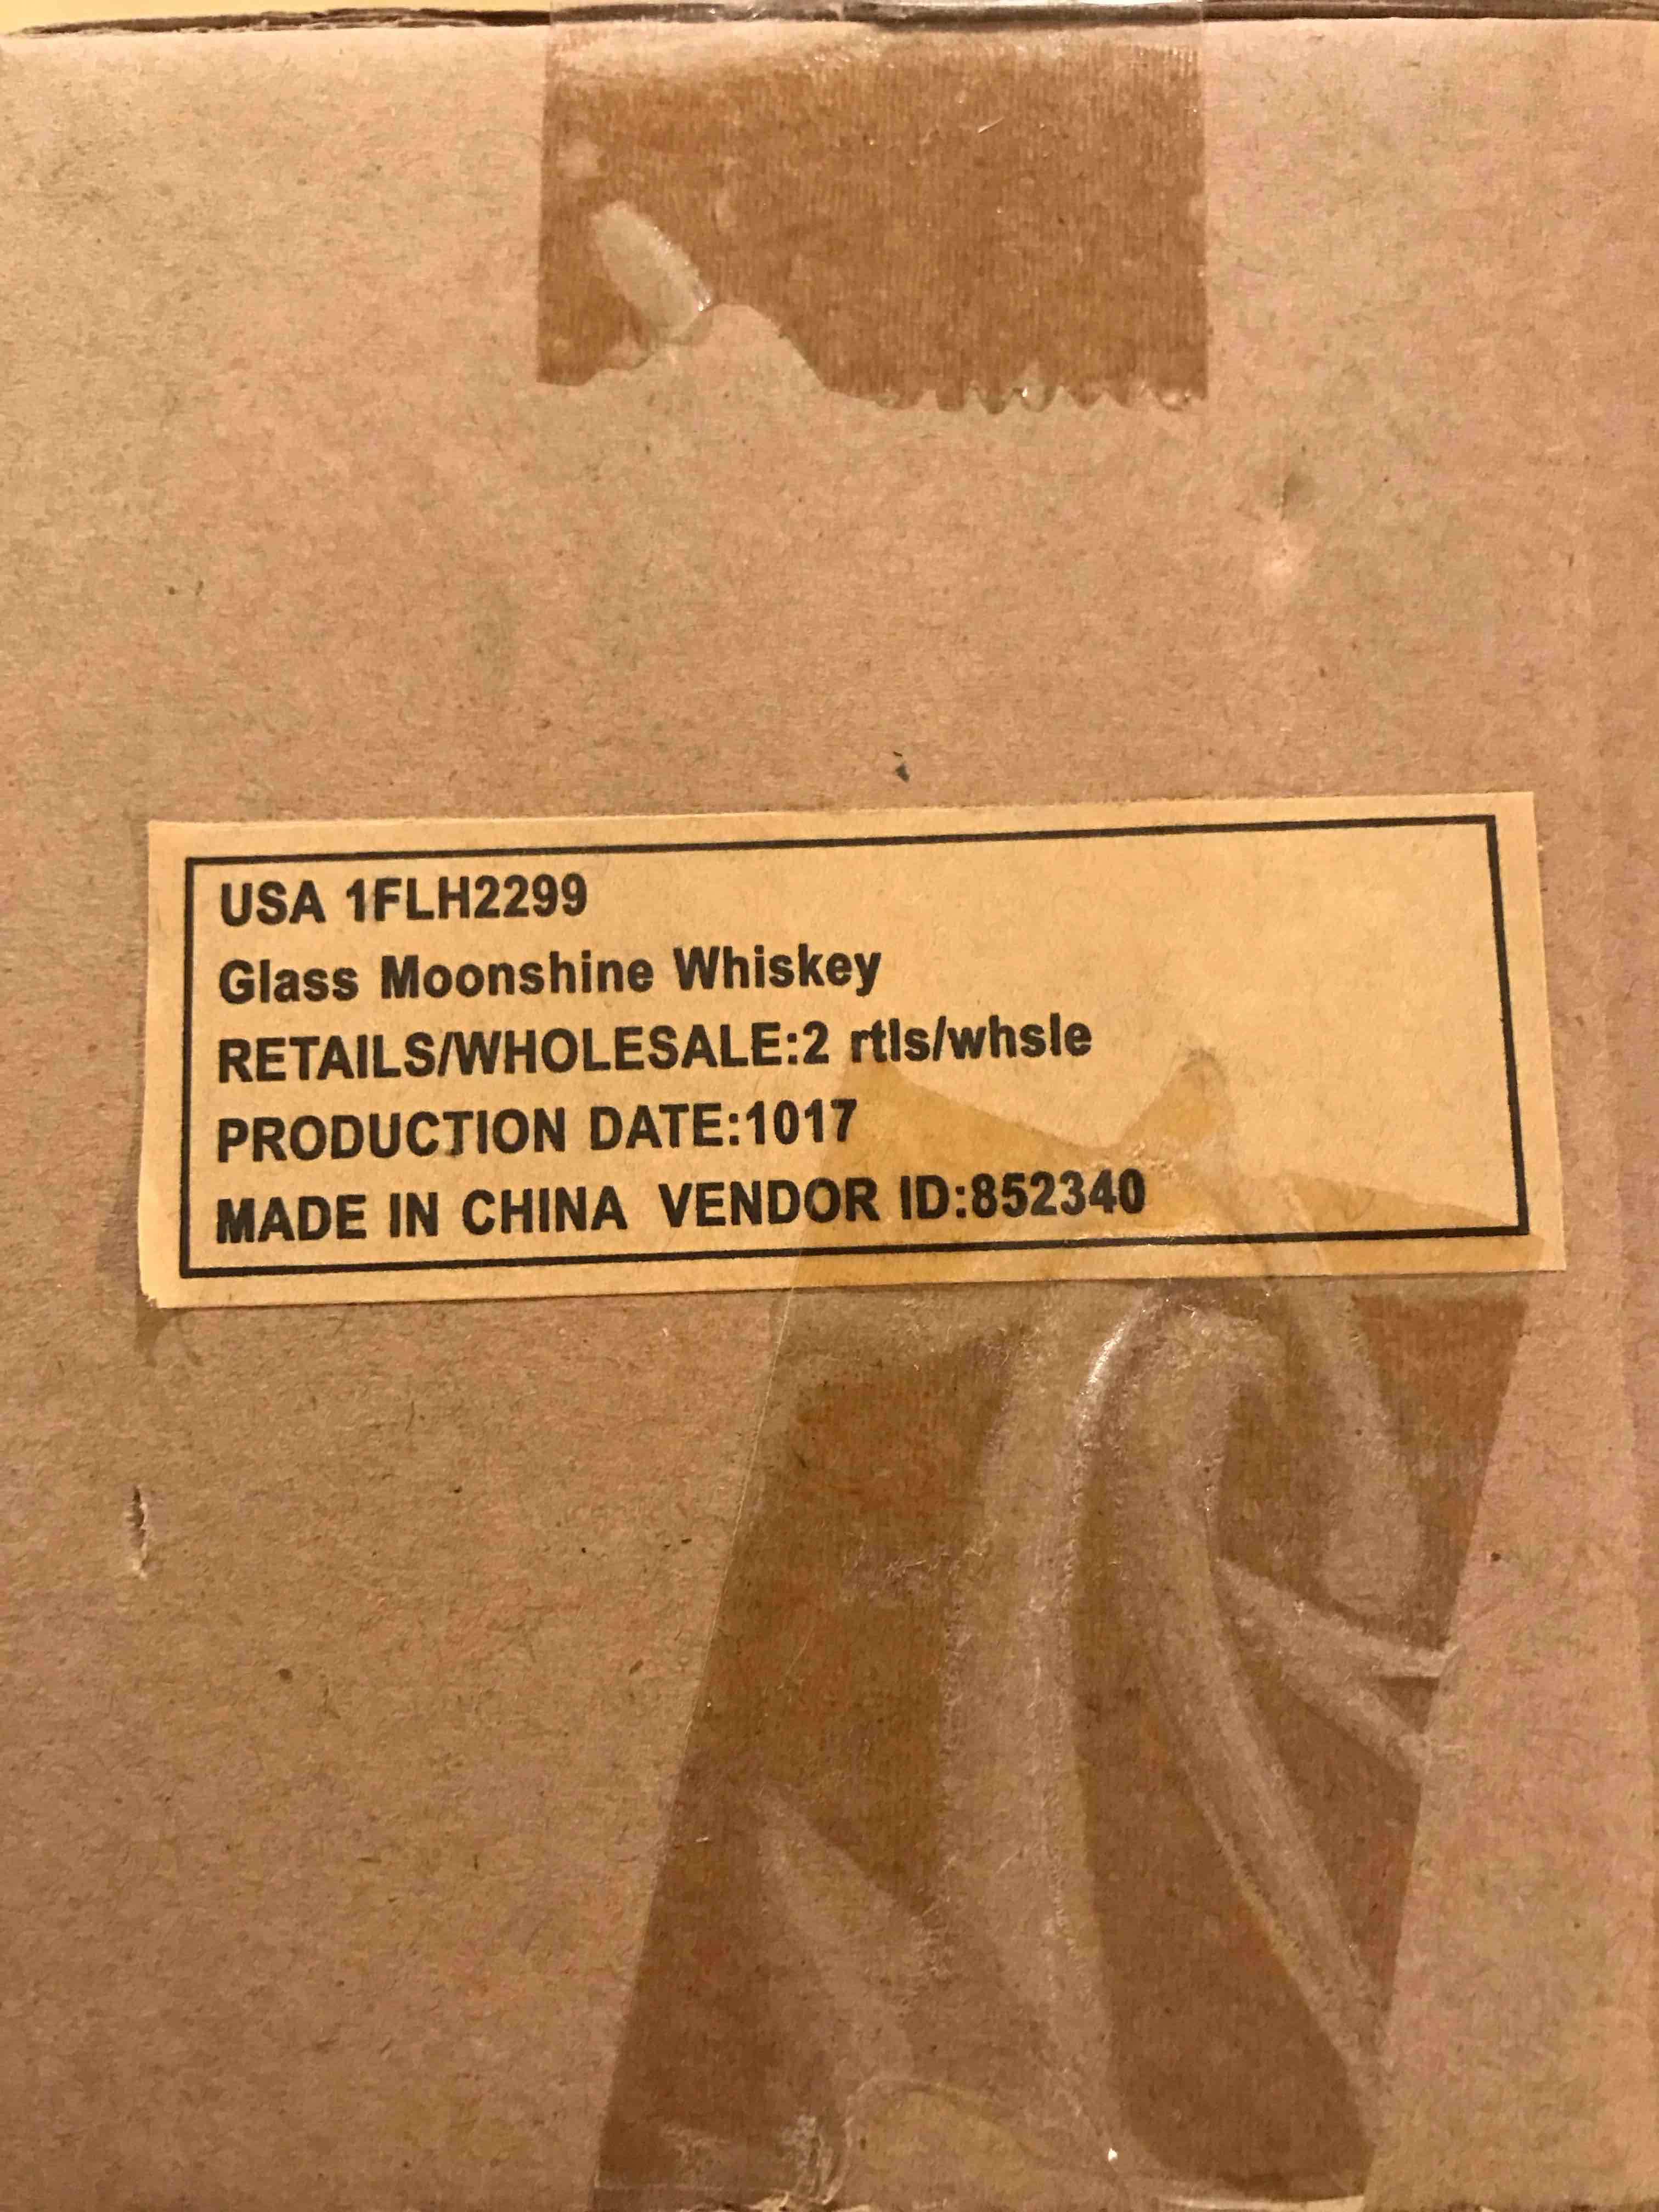 USA 1FLH2299
Glass Moonshine Whiskey
RETAILS/WHOLESALE:2 rtls/whsle
PRODUCTION DATE:1017
MADE IN CHINA VENDOR ID:852340